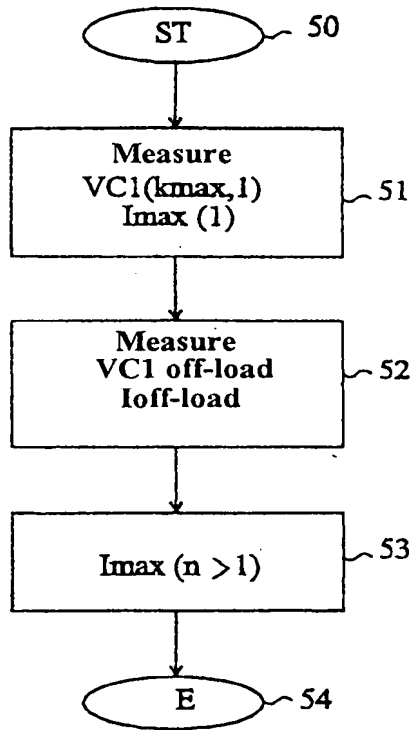 ST
50
Measure
VC1(kmax,1)
Imax (1)
51
Measure
VC1 off-load
Ioff-load
52
Imax (n >1)
53
E
54